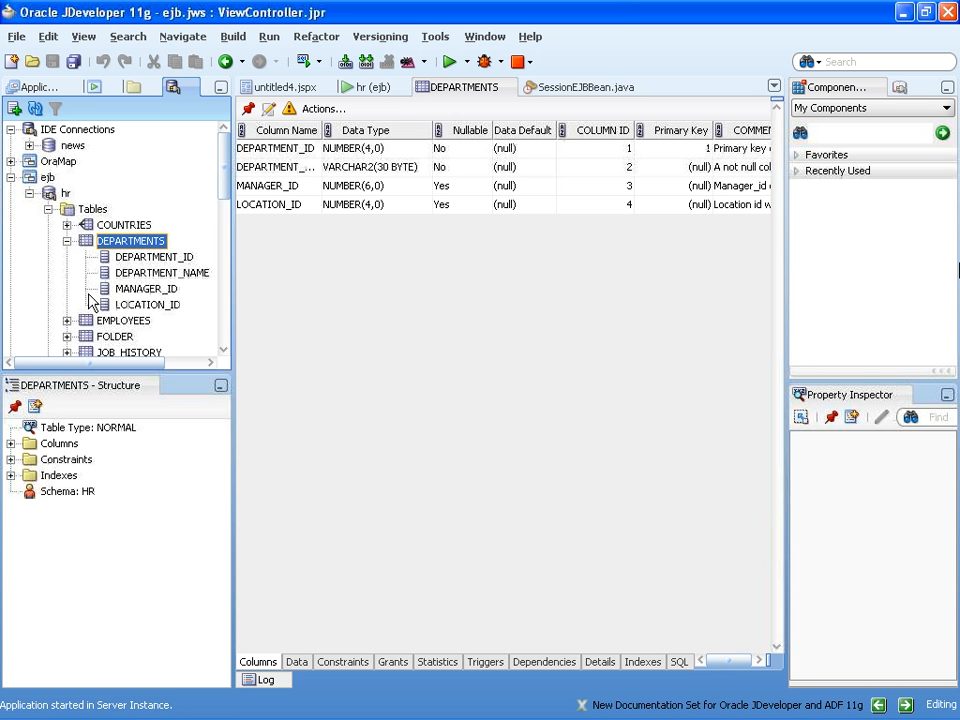 Oracle JDeveloper 11g - ejb.jws : ViewController.jpr
File Edit View Search Navigate Build Run Refactor Versioning Tools Window Help
Search
Applic...
untitled4.jspx
hr (ejb)
DEPARTMENTS
SessionEJBBean.java
Componen...
Actions...
My Components
IDE Connections
news
OraMap
ejb
hr
Tables
COUNTRIES
DEPARTMENTS
DEPARTMENT_ID
DEPARTMENT_NAME
MANAGER_ID
LOCATION_ID
EMPLOYEES
FOLDER
JOB_HISTORY
Column Name Data Type Nullable Data Default COLUMN ID Primary Key COMMEN
DEPARTMENT_ID NUMBER(4,0) No (null) 1 1 Primary key
DEPARTMENT_... VARCHAR2(30 BYTE) No (null) 2 (null) A not null col
MANAGER_ID NUMBER(6,0) Yes (null) 3 (null) Manager_id
LOCATION_ID NUMBER(4,0) Yes (null) 4 (null) Location id w
Favorites
Recently Used
DEPARTMENTS - Structure
Table Type: NORMAL
Columns
Constraints
Indexes
Schema: HR
Property Inspector
Find
Columns Data Constraints Grants Statistics Triggers Dependencies Details Indexes SQL
Log
Application started in Server Instance.
New Documentation Set for Oracle JDeveloper and ADF 11g
Editing